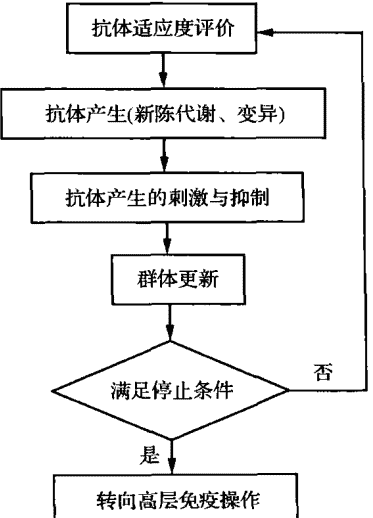 抗体适应度评价
抗体产生(新陈代谢、变异)
抗体产生的刺激与抑制
群体更新
满足停止条件
否
是
转向高层免疫操作